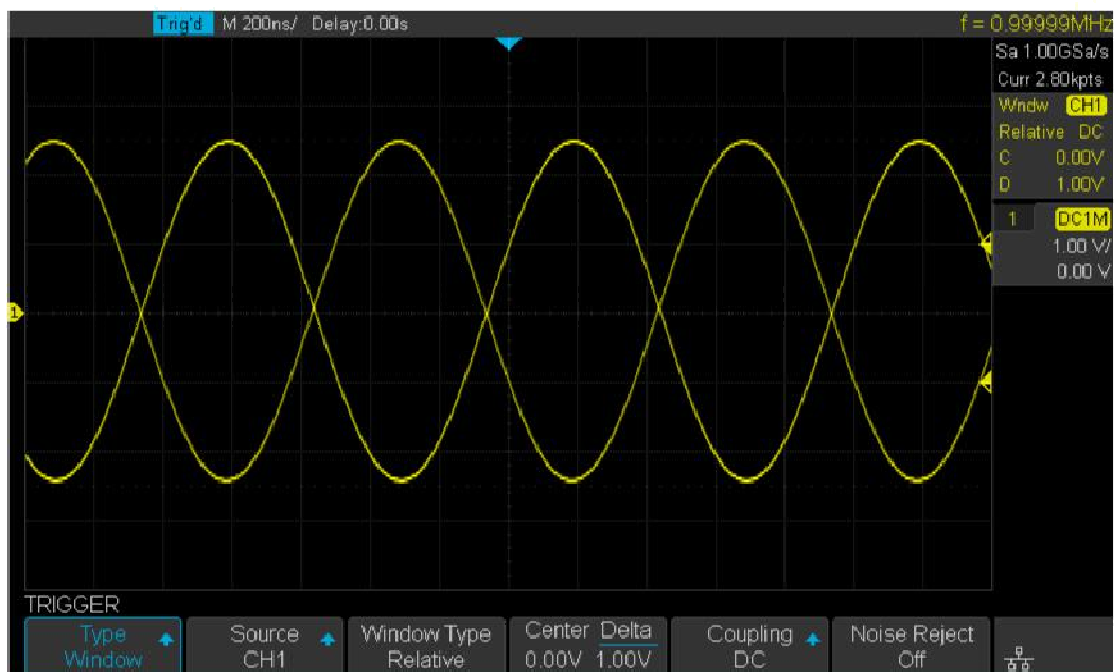 Trig'd M 200ns/ Delay:0.00s f = 0.99999MHz
Sa 1.00GSa/s
Curr 2.80kpts
Wndw CH1
Relative DC
C 0.00V
D 1.00V
1 DC1M
1.00 V/
0.00 V
1
TRIGGER
Type Source Window Type Center Delta Coupling Noise Reject
Window CH1 Relative 0.00V 1.00V DC Off